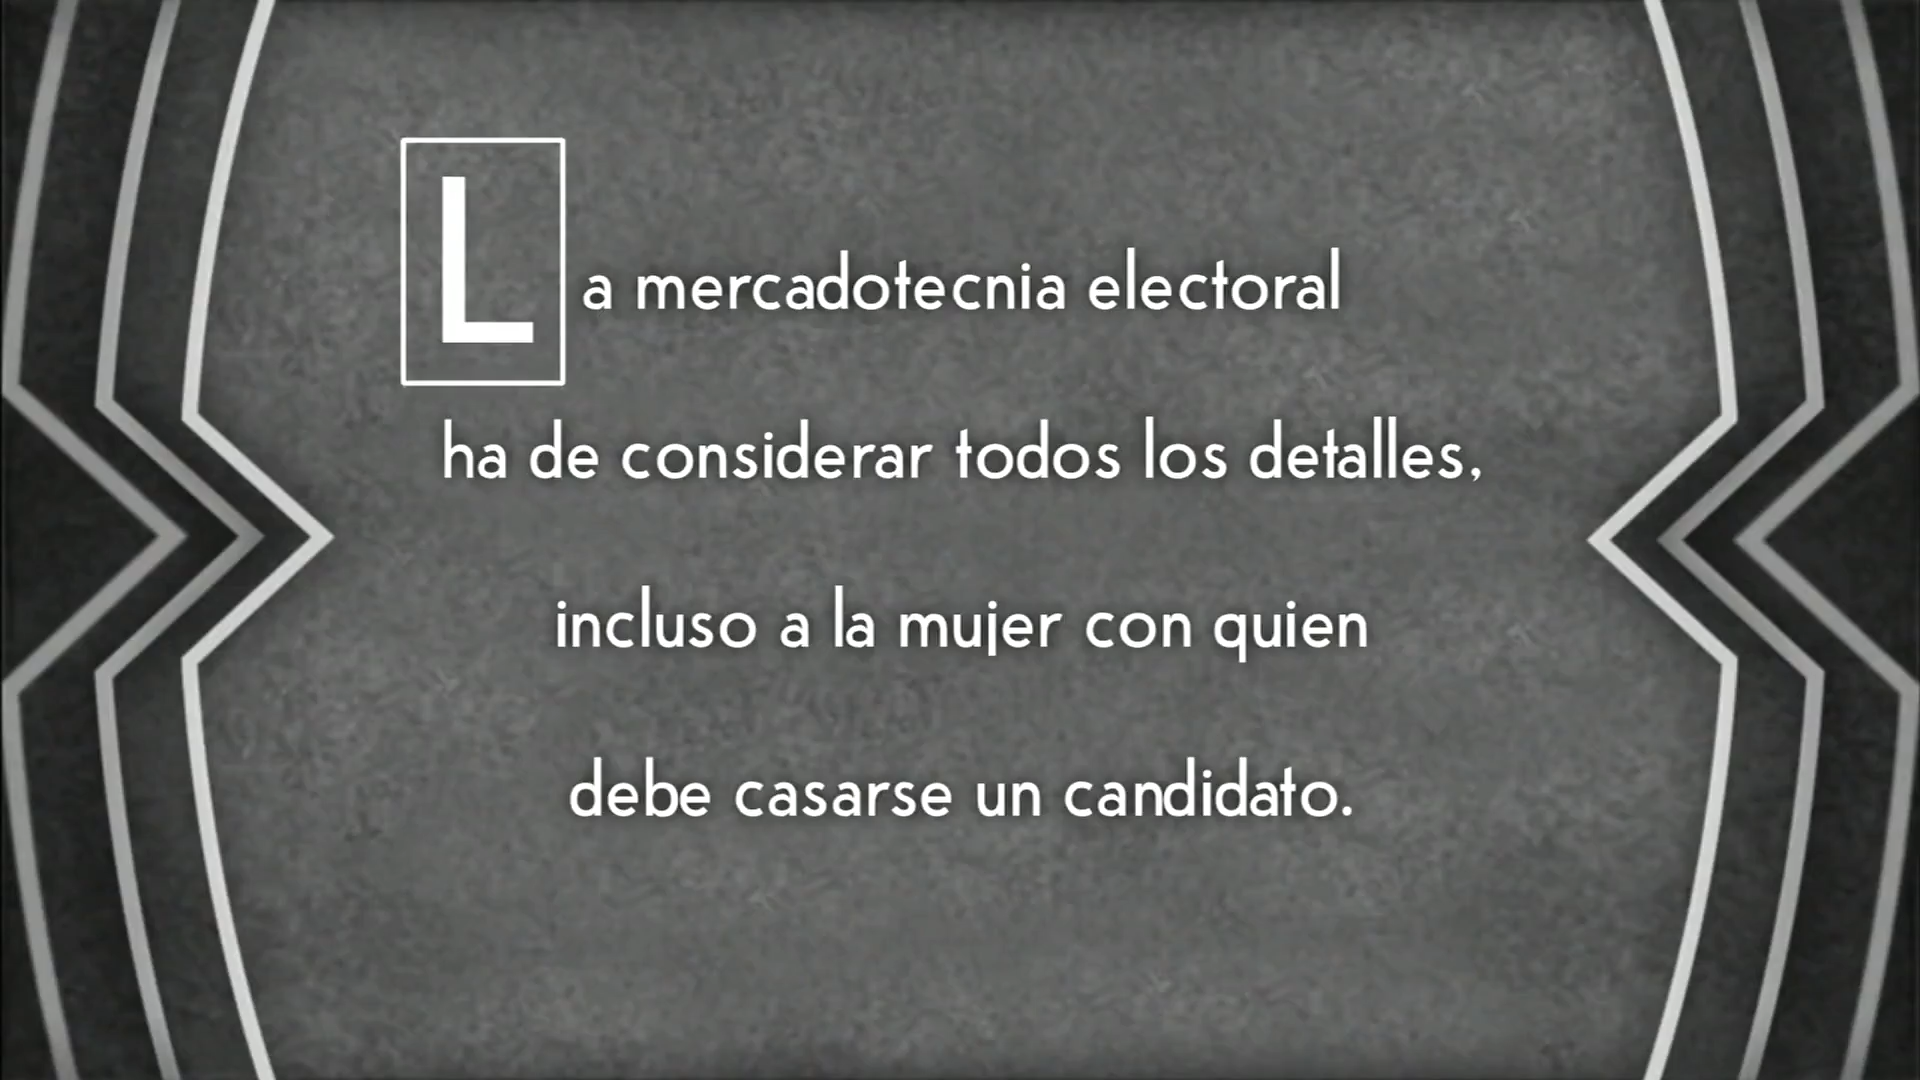 La mercadotecnia electoral
ha de considerar todos los detalles,
incluso a la mujer con quien
debe casarse un candidato.